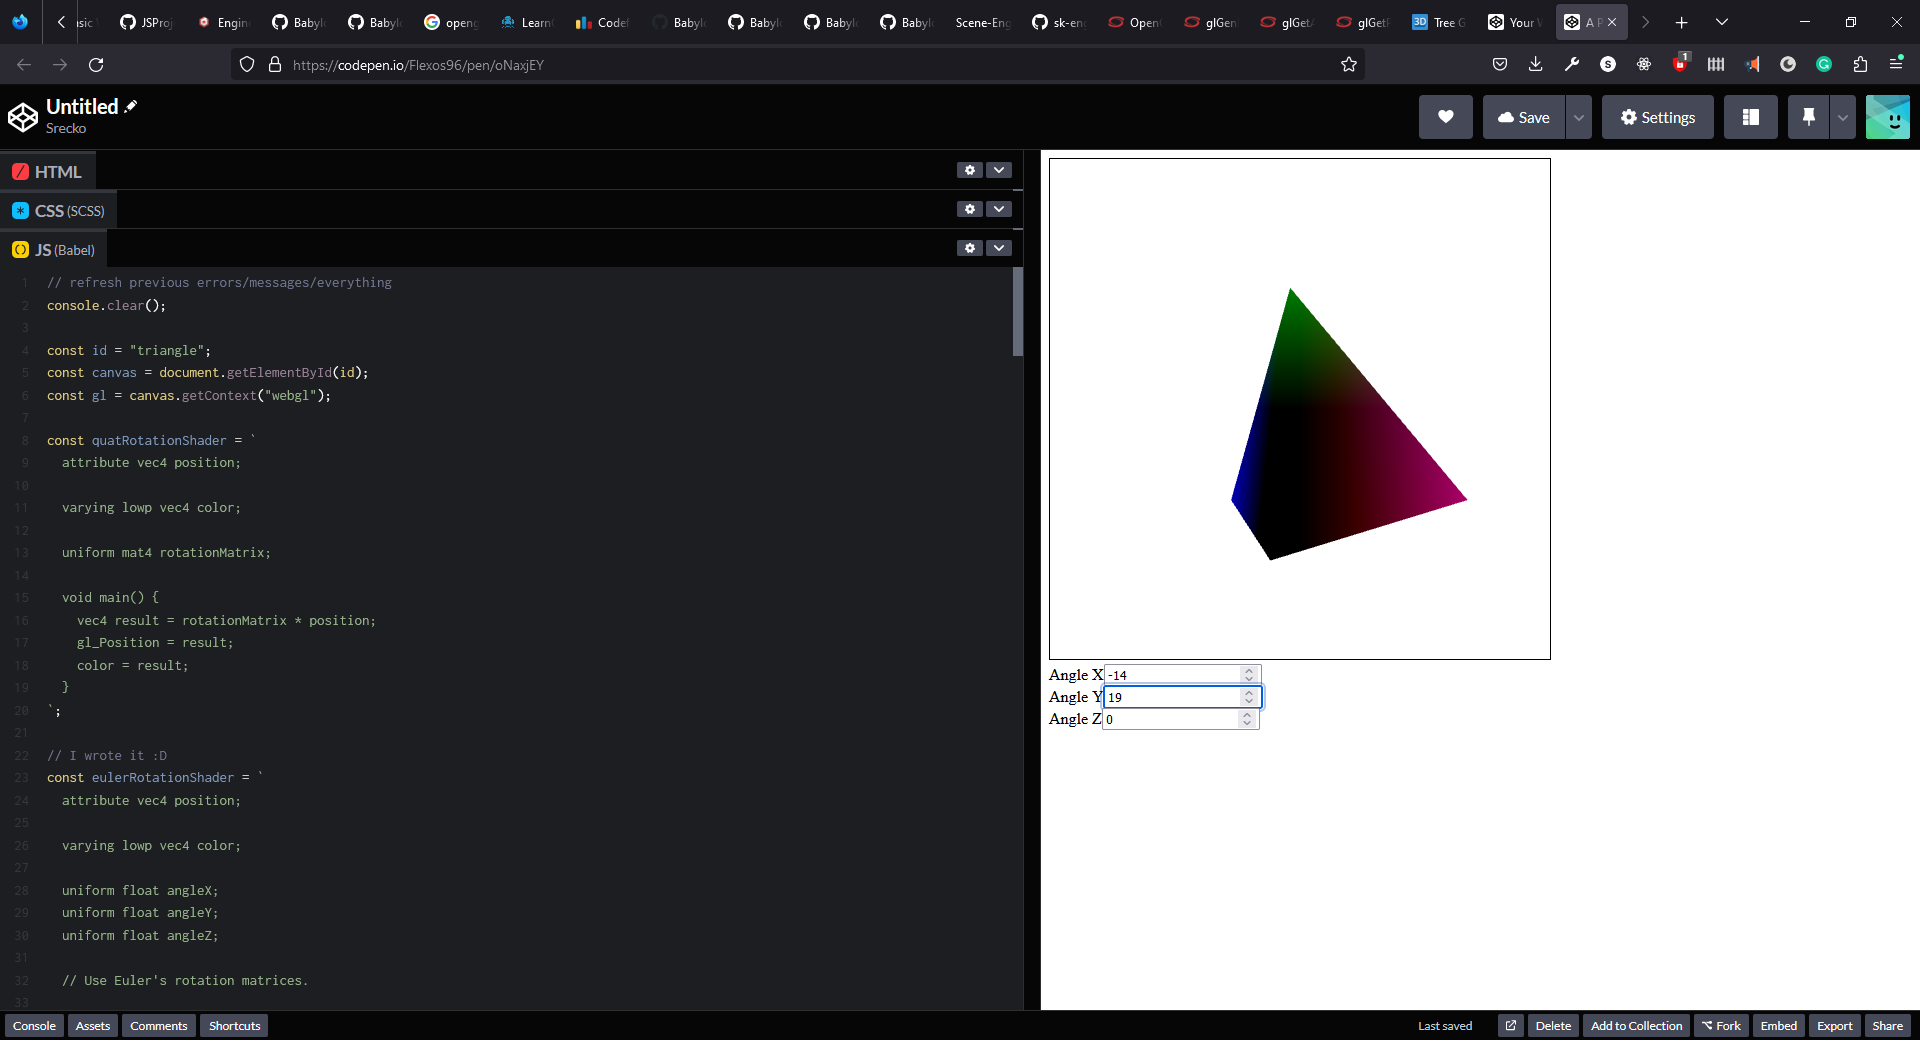 asic
JSProj
Engin
Babyl
Babyl
openg
Learn
Codef
Babyl
Babyl
Babyl
Babyl
Scene-Eng
sk-en
Open
glGen
glGet
glGetP
Tree G
Your W
A P
https://codepen.io/Flexos96/pen/oNaxjEY
1
Untitled
Srecko
Save
Settings
HTML
CSS (SCSS)
JS (Babel)
1 // refresh previous errors/messages/everything
2 console.clear();
3
4 const id = "triangle";
5 const canvas = document.getElementById(id);
6 const gl = canvas.getContext("webgl");
7
8 const quatRotationShader = `
9 attribute vec4 position;
10
11 varying lowp vec4 color;
12
13 uniform mat4 rotationMatrix;
14
15 void main() {
16 vec4 result = rotationMatrix * position;
17 gl_Position = result;
18 color = result;
19 }
20 `;
21
22 // I wrote it :D
23 const eulerRotationShader = `
24 attribute vec4 position;
25
26 varying lowp vec4 color;
27
28 uniform float angleX;
29 uniform float angleY;
30 uniform float angleZ;
31
32 // Use Euler's rotation matrices.
33
Angle X -14
Angle Y 19
Angle Z 0
Console Assets Comments Shortcuts
Last saved Delete Add to Collection Fork Embed Export Share